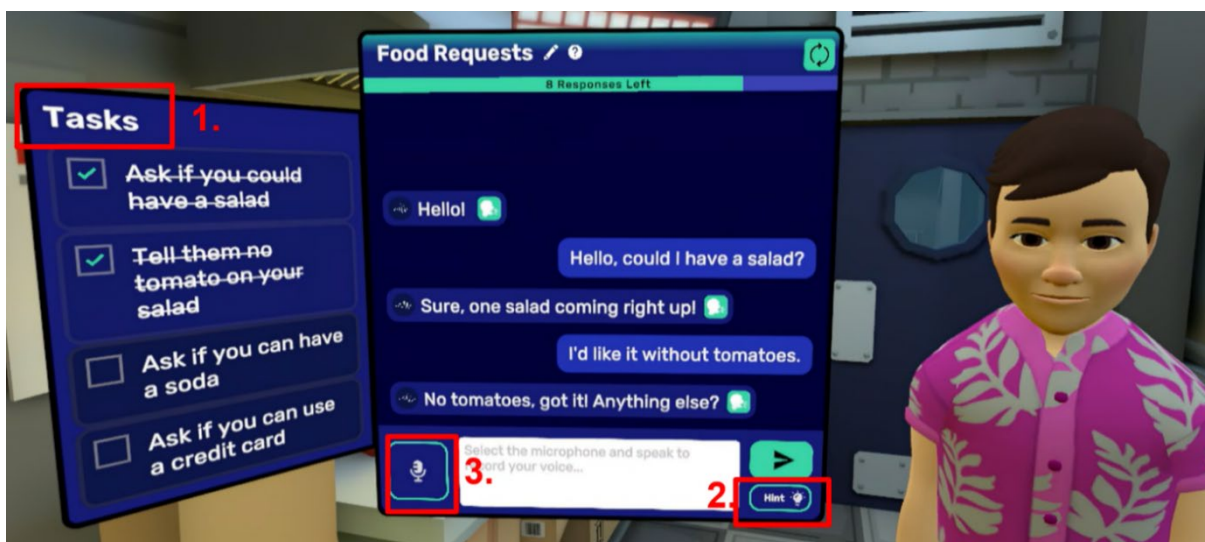 Tasks
1.
Ask if you could
have a salad
Tell them no
tomato on your
salad
Ask if you can have
a soda
Ask if you can use
a credit card
Food Requests
8 Responses Left
Hello!
Hello, could I have a salad?
Sure, one salad coming right up!
I'd like it without tomatoes.
No tomatoes, got it! Anything else?
3.
Select the microphone and speak to
record your voice...
2.
Hint